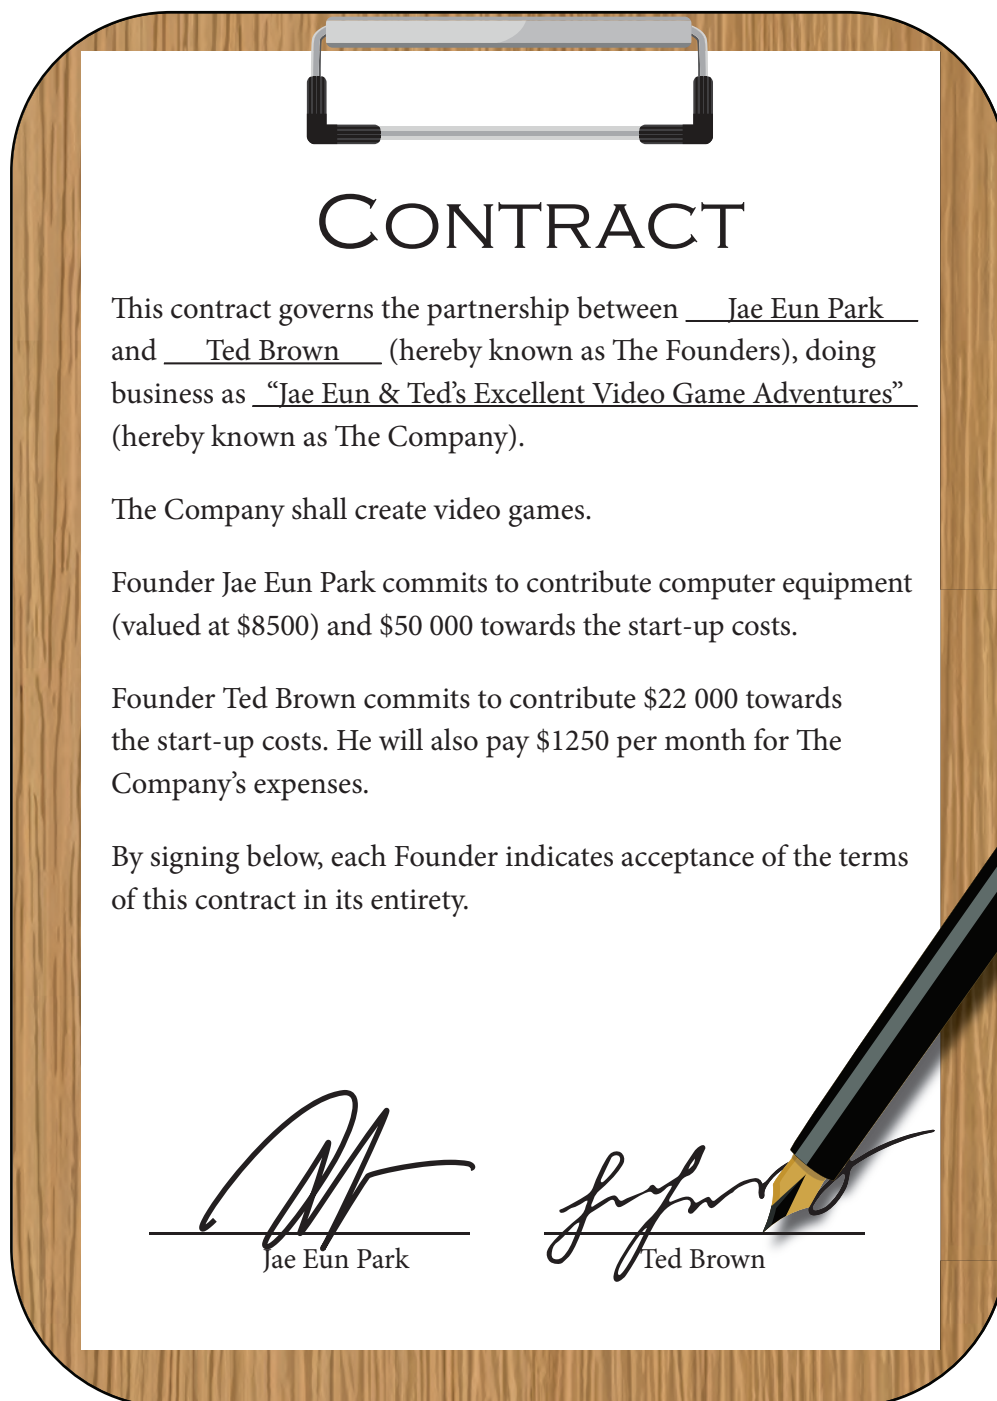 CONTRACT
This contract governs the partnership between Jae Eun Park
and Ted Brown (hereby known as The Founders), doing
business as “Jae Eun & Ted’s Excellent Video Game Adventures”
(hereby known as The Company).
The Company shall create video games.
Founder Jae Eun Park commits to contribute computer equipment
(valued at $8500) and $50 000 towards the start-up costs.
Founder Ted Brown commits to contribute $22 000 towards
the start-up costs. He will also pay $1250 per month for The
Company’s expenses.
By signing below, each Founder indicates acceptance of the terms
of this contract in its entirety.
Jae Eun Park
Ted Brown